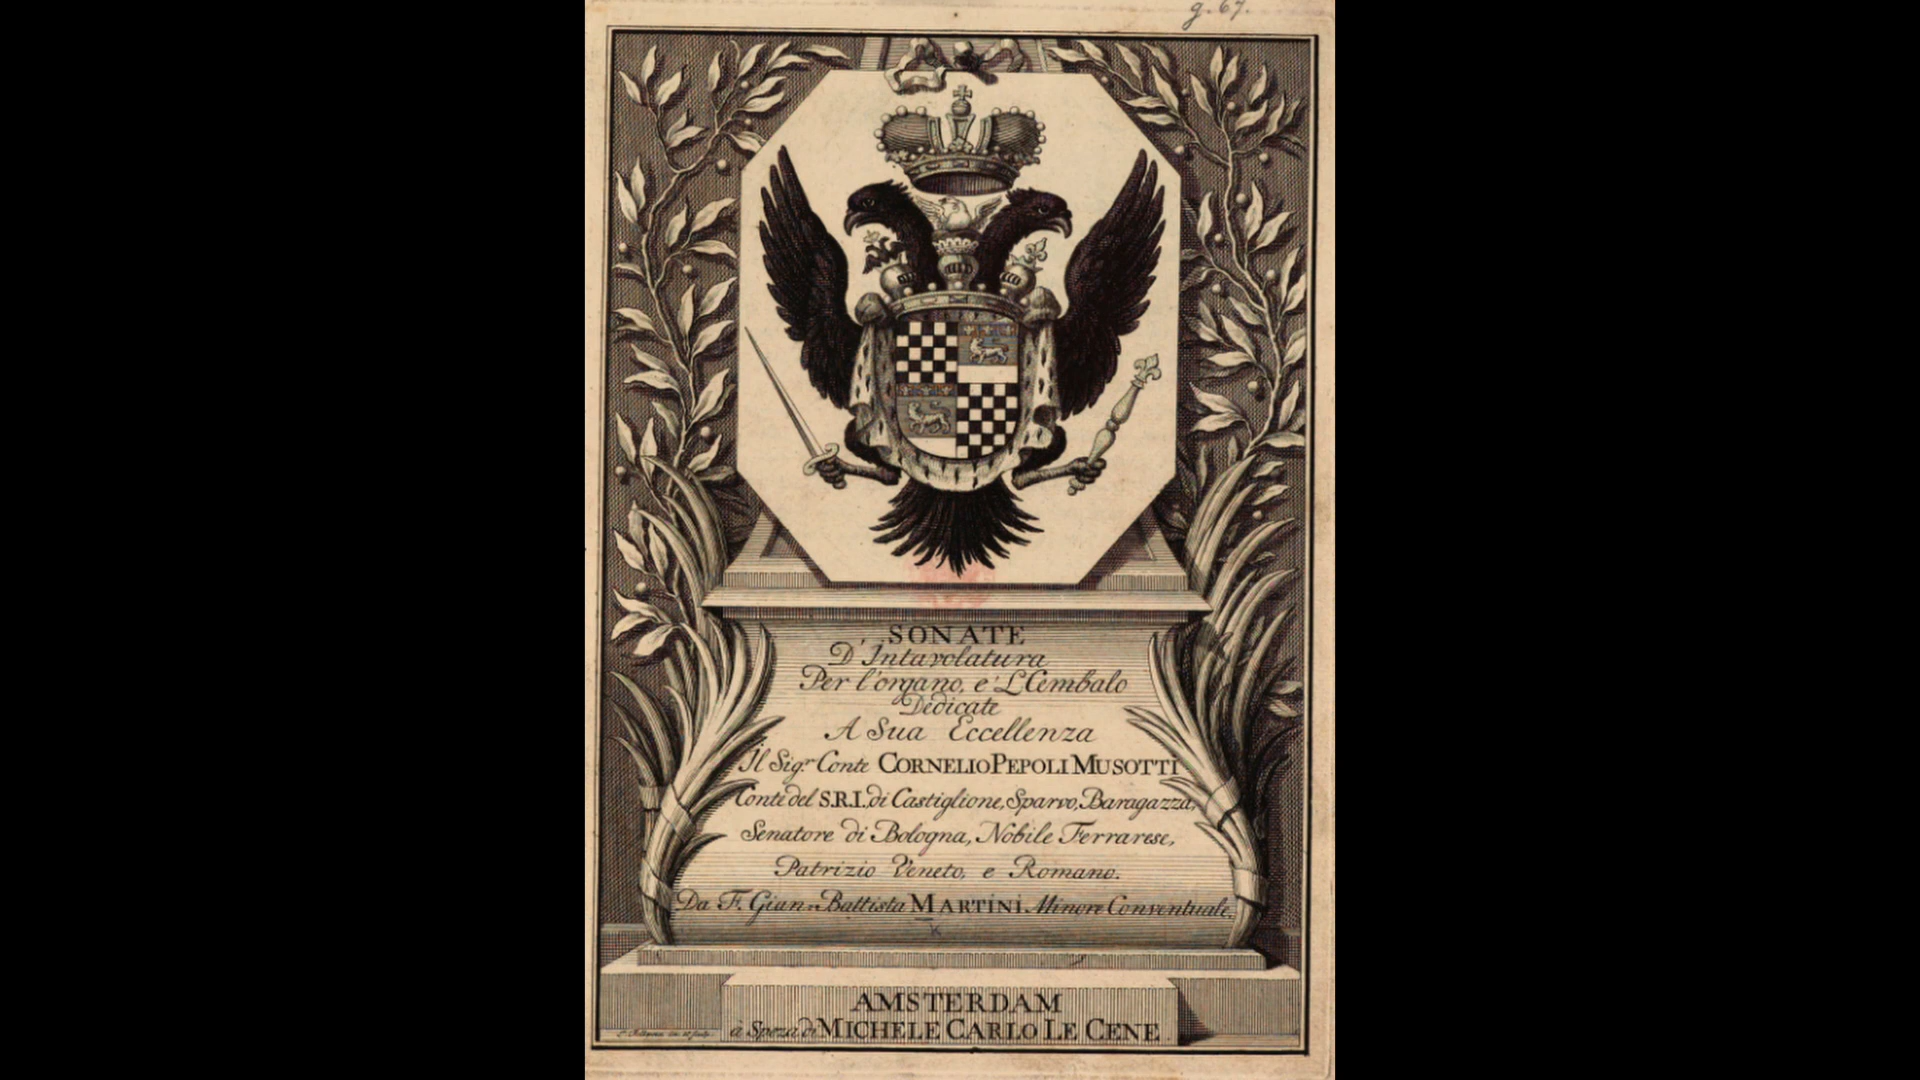 g. 67.
SONATE
D'Intavolatura
Per l'organo, e'L Cembalo
Dedicate
A Sua Eccellenza
Il Sig.r Conte CORNELIO PEPOLI MUSOTTI
Conte del S.R.I. di Castiglione, Sparvo, Baragazza,
Senatore di Bologna, Nobile Ferrarese,
Patrizio Veneto, e Romano.
Da F. Gian-Battista MARTINI Minore Conventuale.
AMSTERDAM
à Speza di MICHELE CARLO LE CENE